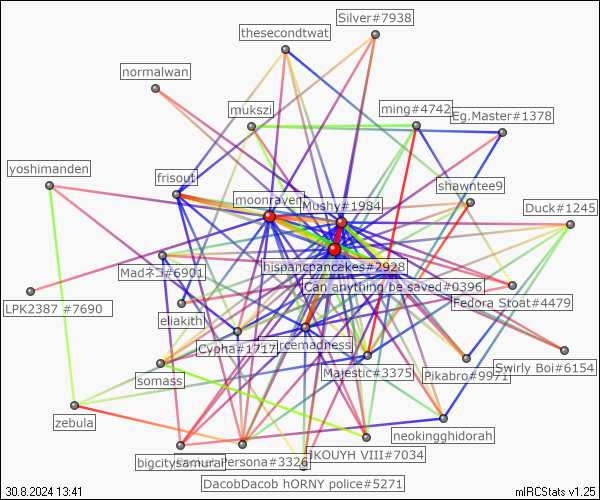 Silver#7938
thesecondtwat
normalwan
mukszi
ming#4742
Eg.Master#1378
yoshimanden
frisout
shawntee9
moonraven
Mushy#1984
Duck#1245
Madネコ#6901
hispancpancakes#2928
Can anything be saved#0396
LPK2387 #7690
eliakith
Fedora Stoat#4479
Cypha#1717
rcemadness
Majestic#3375
Pikabro#9971
Swirly Boi#6154
somass
zebula
neokingghidorah
bigcitysamurai
Persona#3326
JKOUYH VIII#7034
DacobDacob hORNY police#5271
30.8.2024 13:41
mIRCStats v1.25